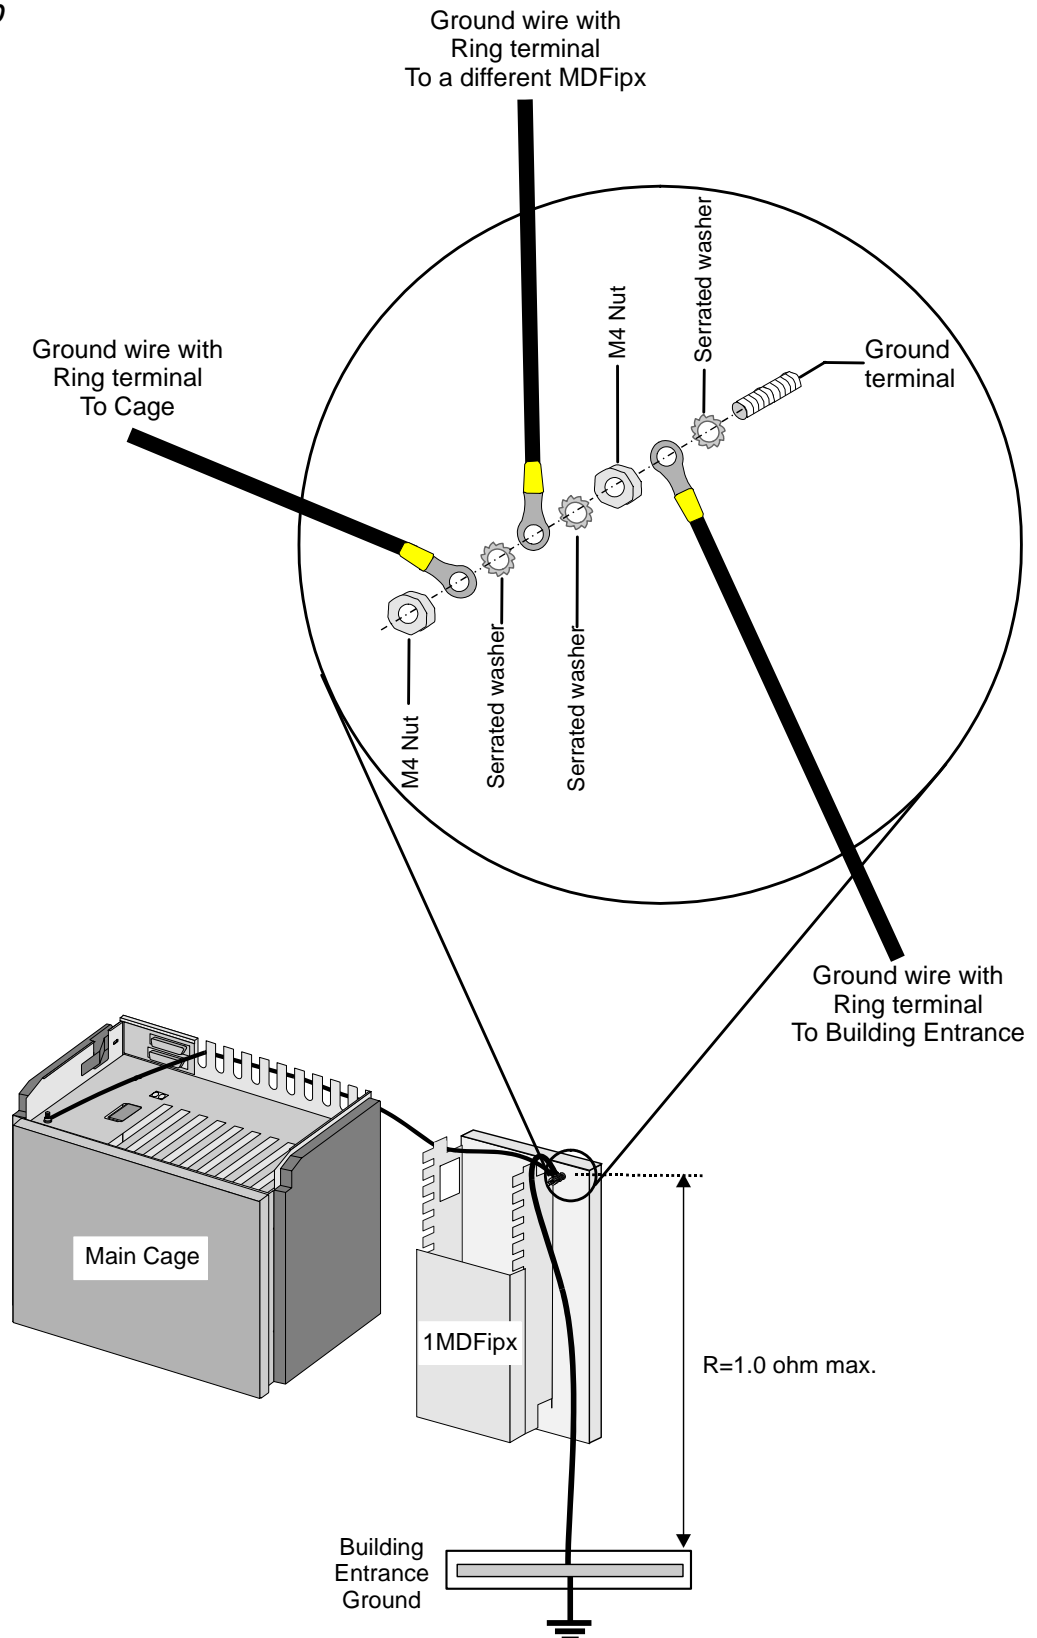 Ground wire with
Ring terminal
To a different MDFipx
Serrated washer
M4 Nut
Ground wire with
Ring terminal
To Cage
Ground
terminal
M4 Nut
Serrated washer
Serrated washer
Ground wire with
Ring terminal
To Building Entrance
Main Cage
1MDFipx
R=1.0 ohm max.
Building
Entrance
Ground